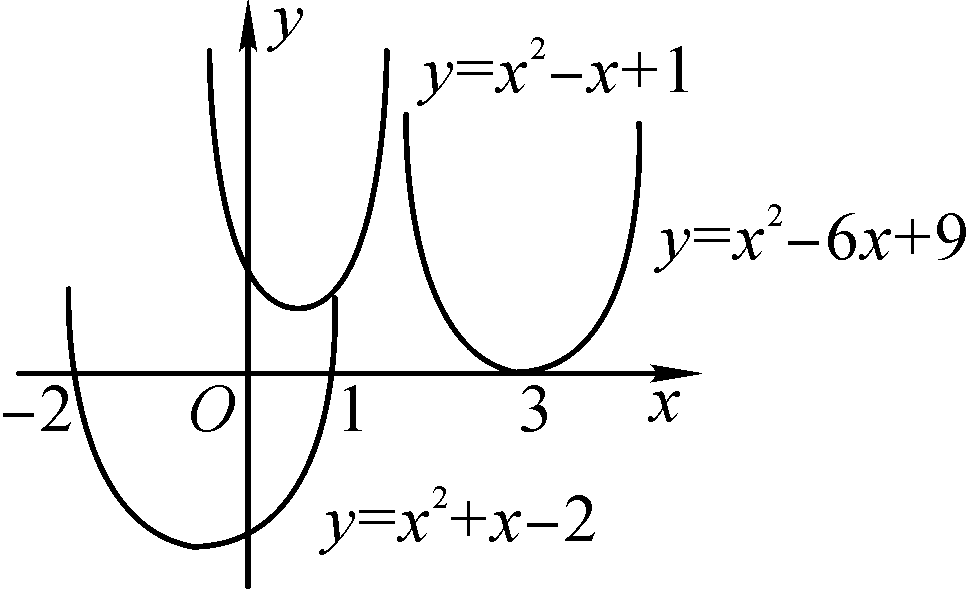 y
y=x²−x+1
y=x²−6x+9
−2 O 1 3 x
y=x²+x−2